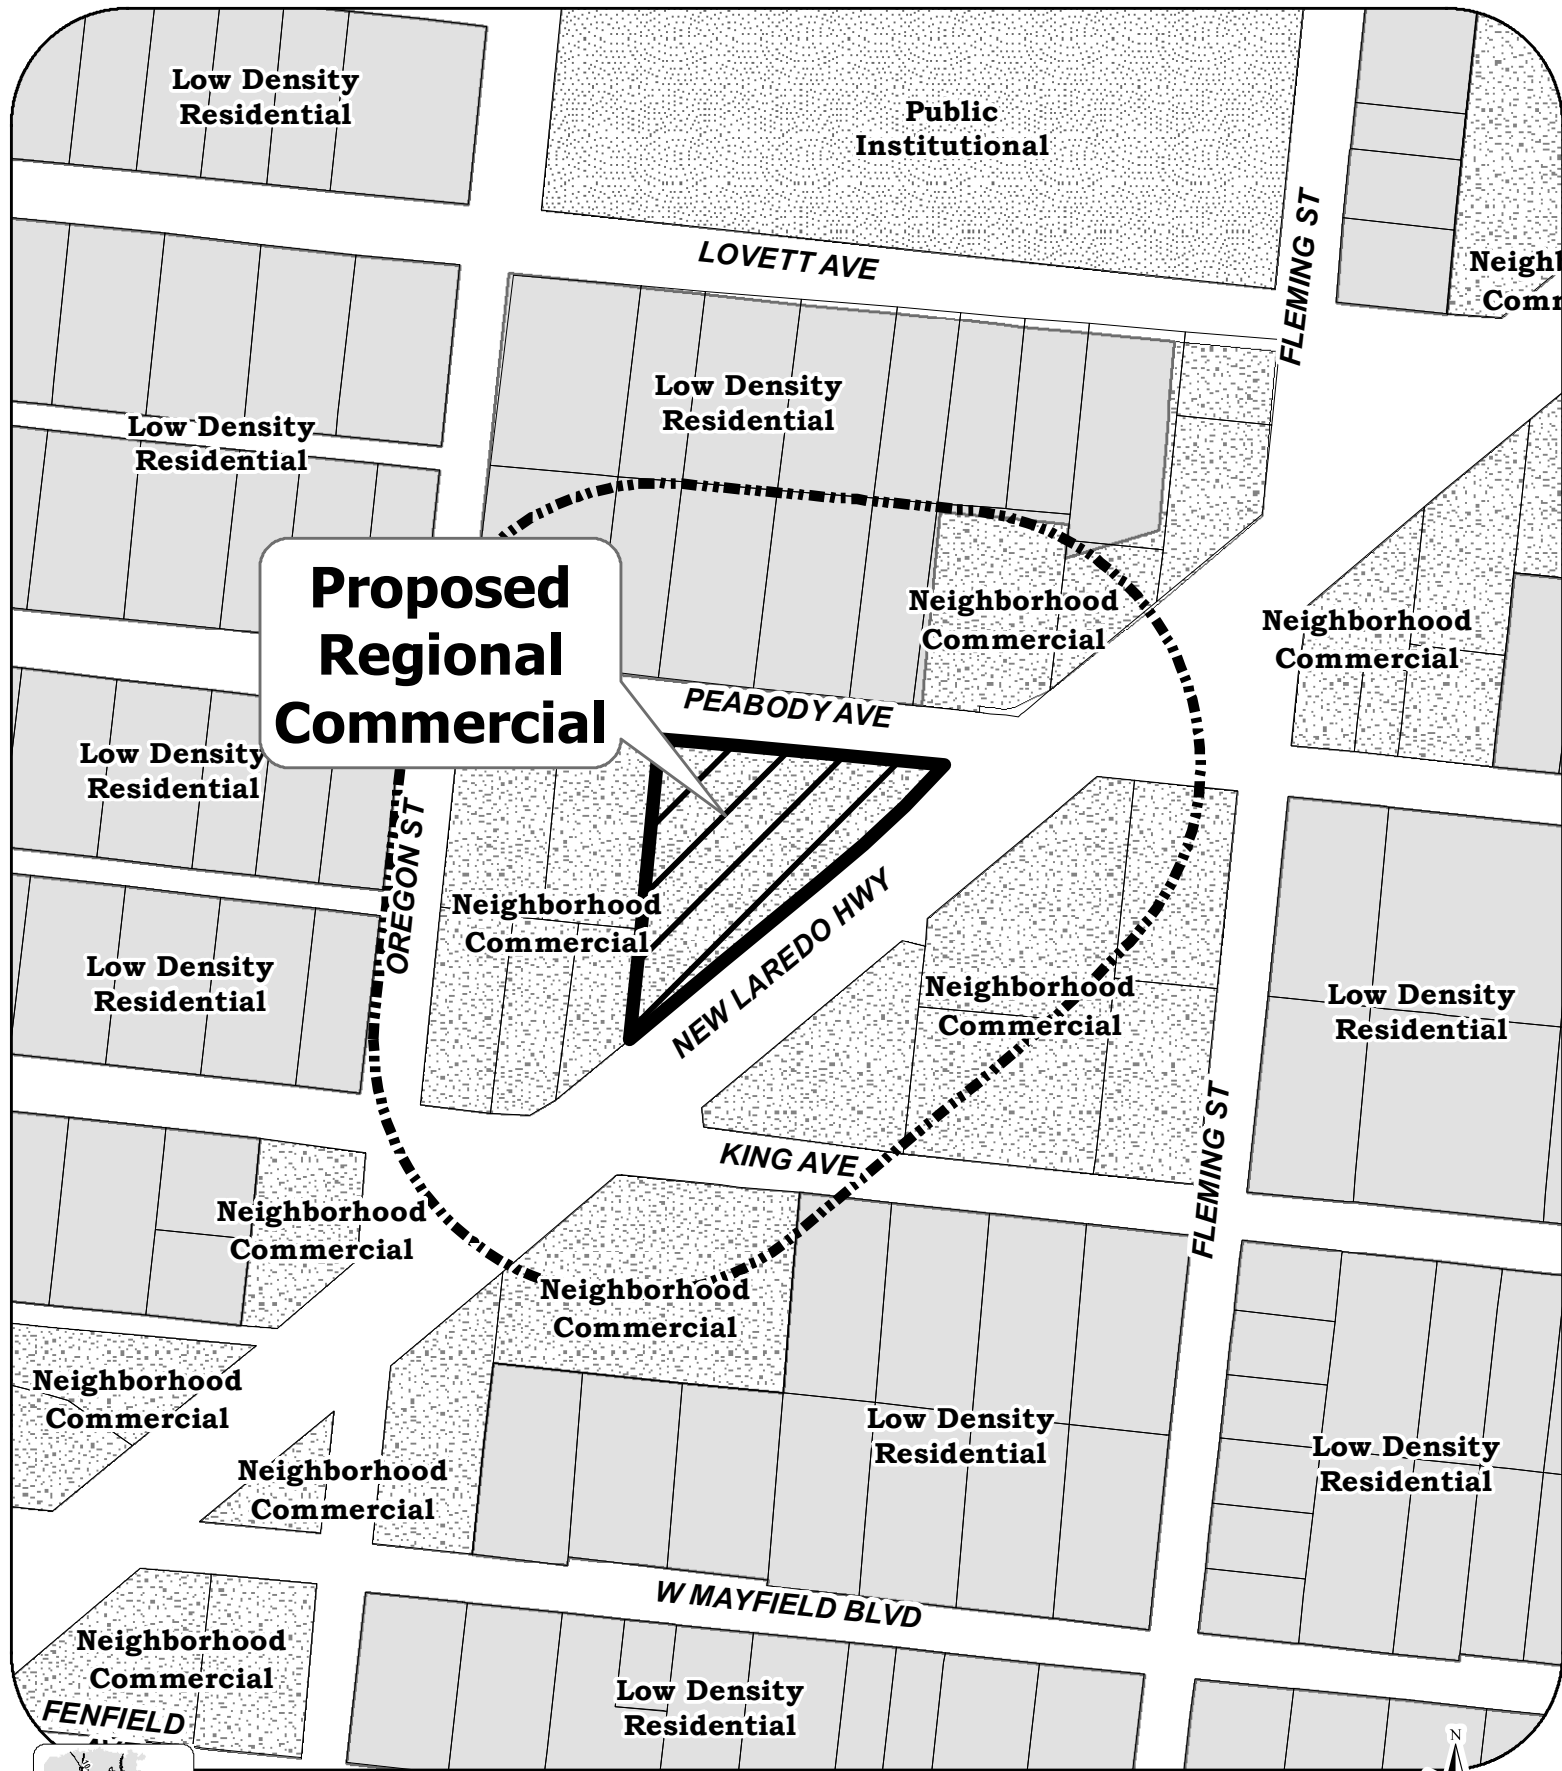 Low Density
Residential
Public
Institutional
FLEMING ST
LOVETT AVE
Low Density
Residential
Low Density
Residential
Proposed
Regional
Commercial
Neighborhood
Commercial
Neighborhood
Commercial
PEABODY AVE
Low Density
Residential
OREGON ST
Neighborhood
Commercial
NEW LAREDO HWY
Low Density
Residential
Neighborhood
Commercial
Low Density
Residential
KING AVE
FLEMING ST
Neighborhood
Commercial
Neighborhood
Commercial
Neighborhood
Commercial
Low Density
Residential
Neighborhood
Commercial
Low Density
Residential
W MAYFIELD BLVD
Neighborhood
Commercial
Low Density
Residential
FENFIELD
N